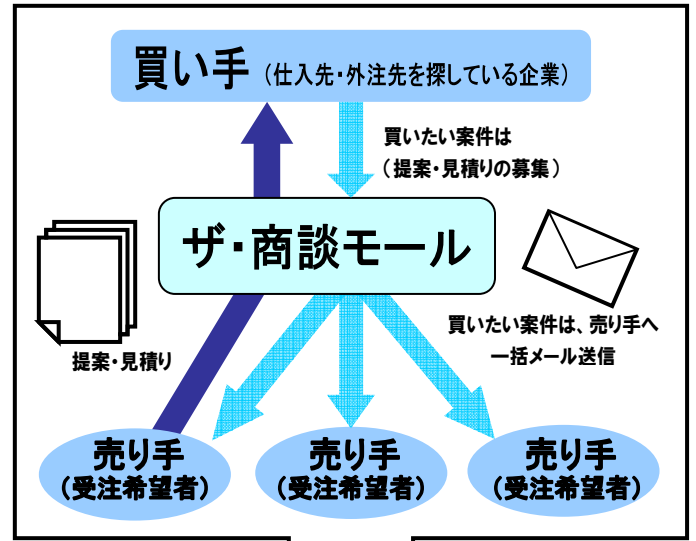 買い手（仕入先・外注先を探している企業）
買いたい案件は
（提案・見積りの募集）
ザ・商談モール
提案・見積り
買いたい案件は、売り手へ
一括メール送信
売り手
（受注希望者）
売り手
（受注希望者）
売り手
（受注希望者）